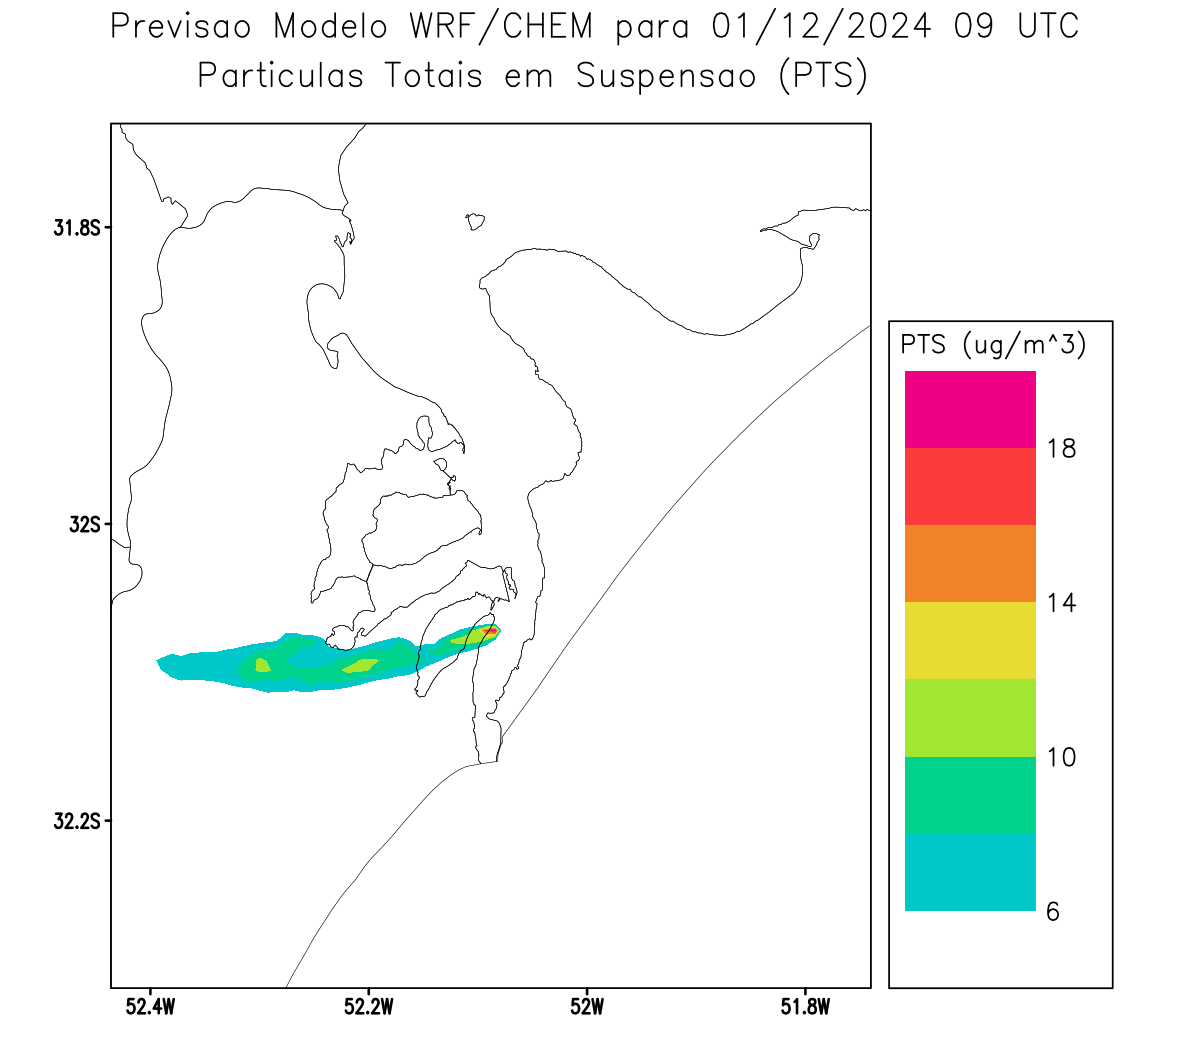 Previsao Modelo WRF/CHEM para 01/12/2024 09 UTC
Particulas Totais em Suspensao (PTS)
31.8S
32S
32.2S
52.4W
52.2W
52W
51.8W
PTS (ug/m^3)
18
14
10
6